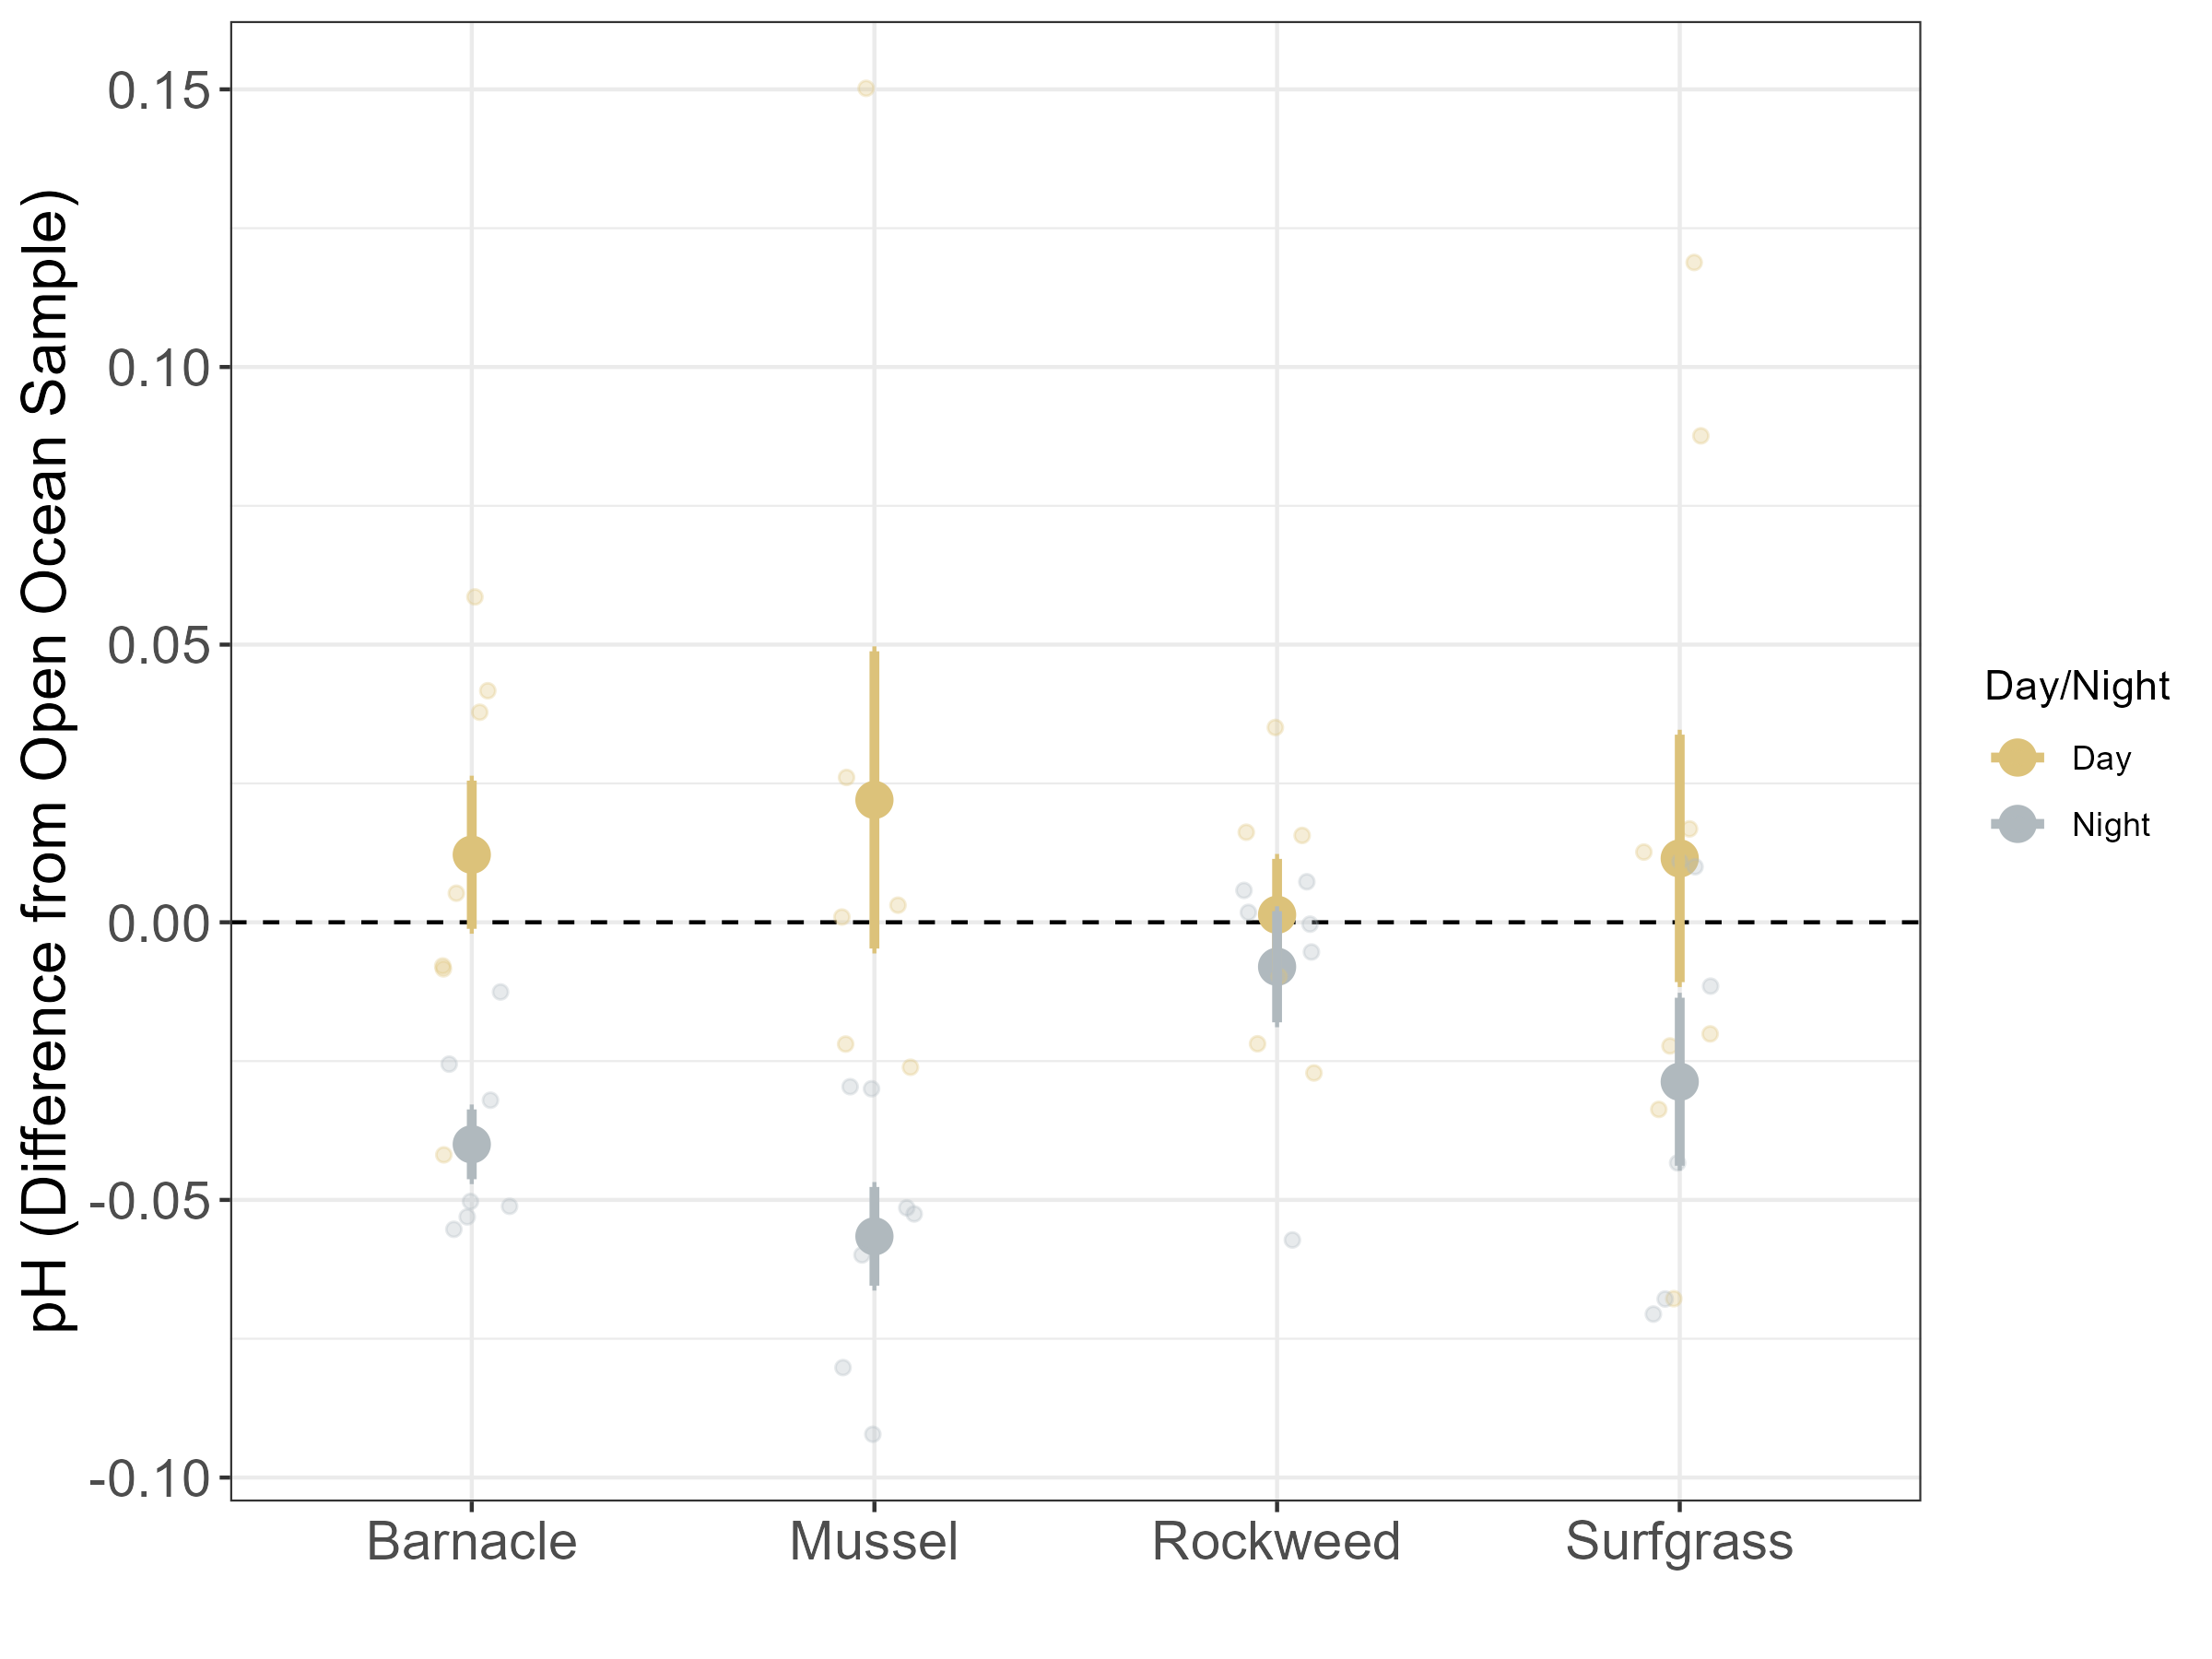 pH (Difference from Open Ocean Sample)
0.15
0.10
0.05
0.00
-0.05
-0.10
Barnacle
Mussel
Rockweed
Surfgrass
Day/Night
Day
Night